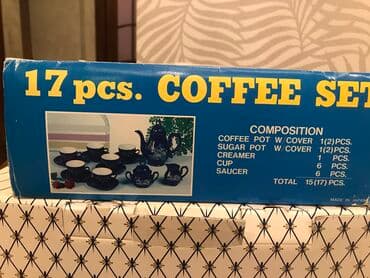 17 pcs. COFFEE SET
COMPOSITION
COFFEE POT W COVER 1(2)PCS.
SUGAR POT W COVER 1(2)PCS.
CREAMER 1 PCS.
CUP 6 PCS.
SAUCER 6 PCS.
TOTAL 15(17) PCS.
MADE IN JAPAN